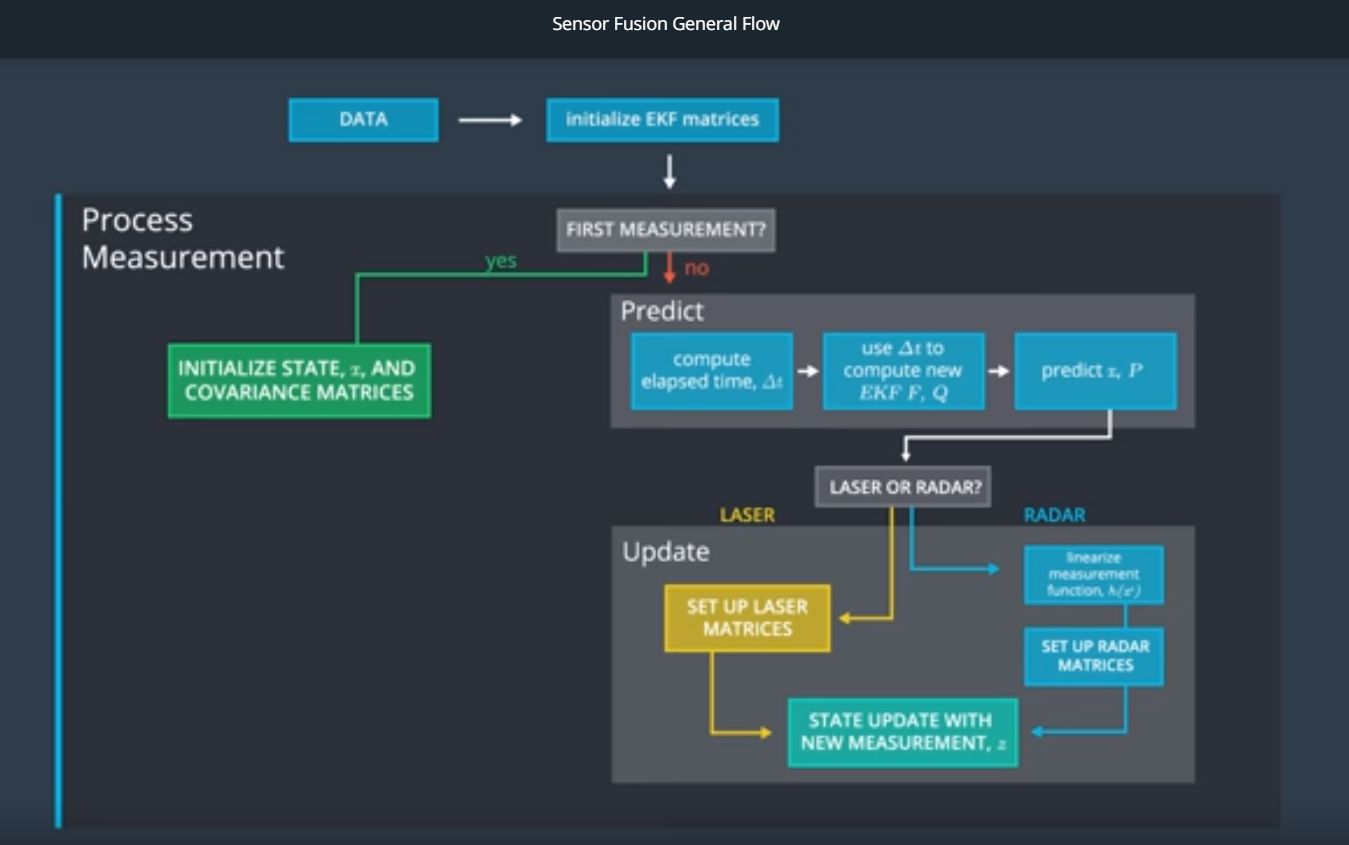 Sensor Fusion General Flow
DATA
initialize EKF matrices
Process
Measurement
FIRST MEASUREMENT?
yes
no
INITIALIZE STATE, x, AND
COVARIANCE MATRICES
Predict
compute
elapsed time, Δt
use Δt to
compute new
EKF F, Q
predict x, P
LASER OR RADAR?
LASER
RADAR
Update
linearize
measurement
function, h(x')
SET UP LASER
MATRICES
SET UP RADAR
MATRICES
STATE UPDATE WITH
NEW MEASUREMENT, z